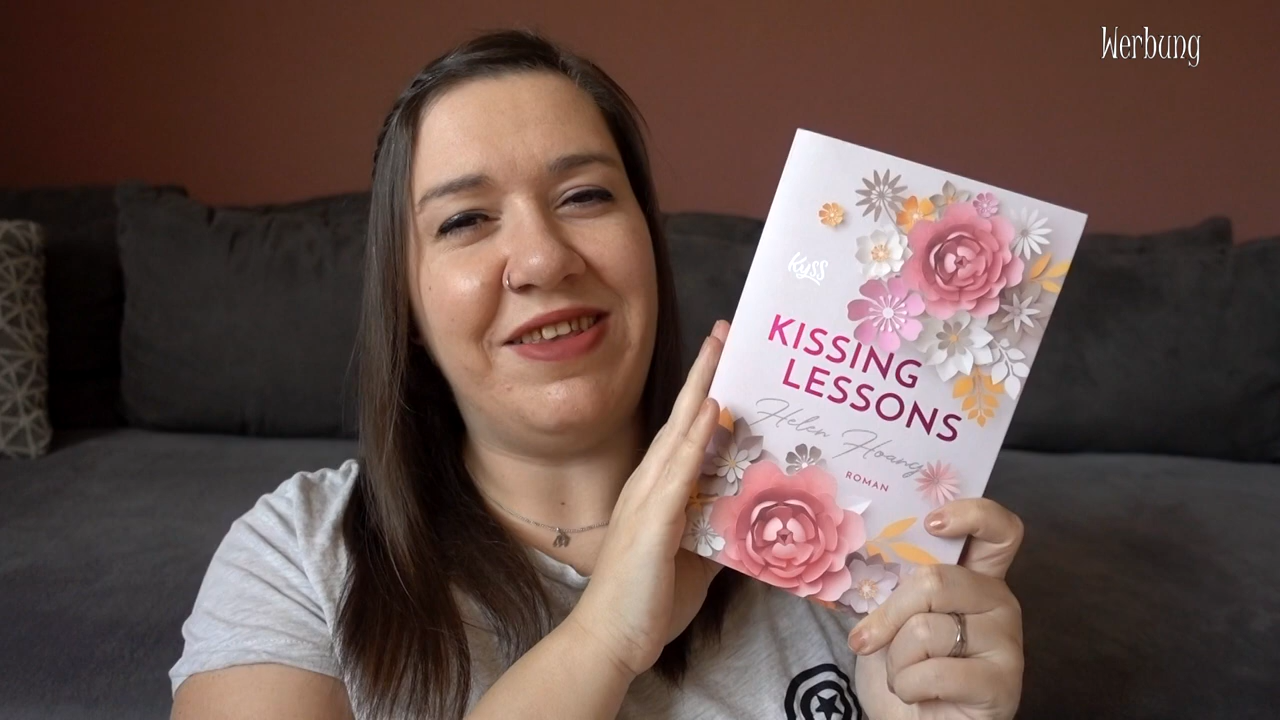 Werbung
Kyss
KISSING
LESSONS
Helen Hoang
ROMAN